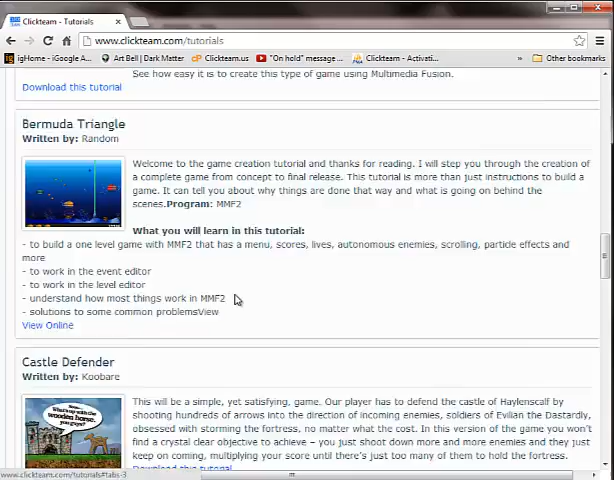 Clickteam - Tutorials
www.clickteam.com/tutorials
igHome - iGoogle A... Art Bell | Dark Matter Clickteam.us "On hold" message ... Clickteam - Activati... » Other bookmarks
See how easy it is to create this type of game using Multimedia Fusion.
Download this tutorial
Bermuda Triangle
Written by: Random
Welcome to the game creation tutorial and thanks for reading. I will step you through the creation of
a complete game from concept to final release. This tutorial is more than just instructions to build a
game. It can tell you about why things are done that way and what is going on behind the
scenes.Program: MMF2
What you will learn in this tutorial:
- to build a one level game with MMF2 that has a menu, scores, lives, autonomous enemies, scrolling, particle effects and
more
- to work in the event editor
- to work in the level editor
- understand how most things work in MMF2
- solutions to some common problemsView
View Online
Castle Defender
Written by: Koobare
This will be a simple, yet satisfying, game. Our player has to defend the castle of Haylenscalf by
shooting hundreds of arrows into the direction of incoming enemies, soldiers of Evilian the Dastardly,
obsessed with storming the fortress, no matter what the cost. In this version of the game you won't
find a crystal clear objective to achieve – you just shoot down more and more enemies and they just
keep on coming, multiplying your score until there's just too many of them to hold the fortress.
Download this tutorial
www.clickteam.com/tutorials#tabs-3